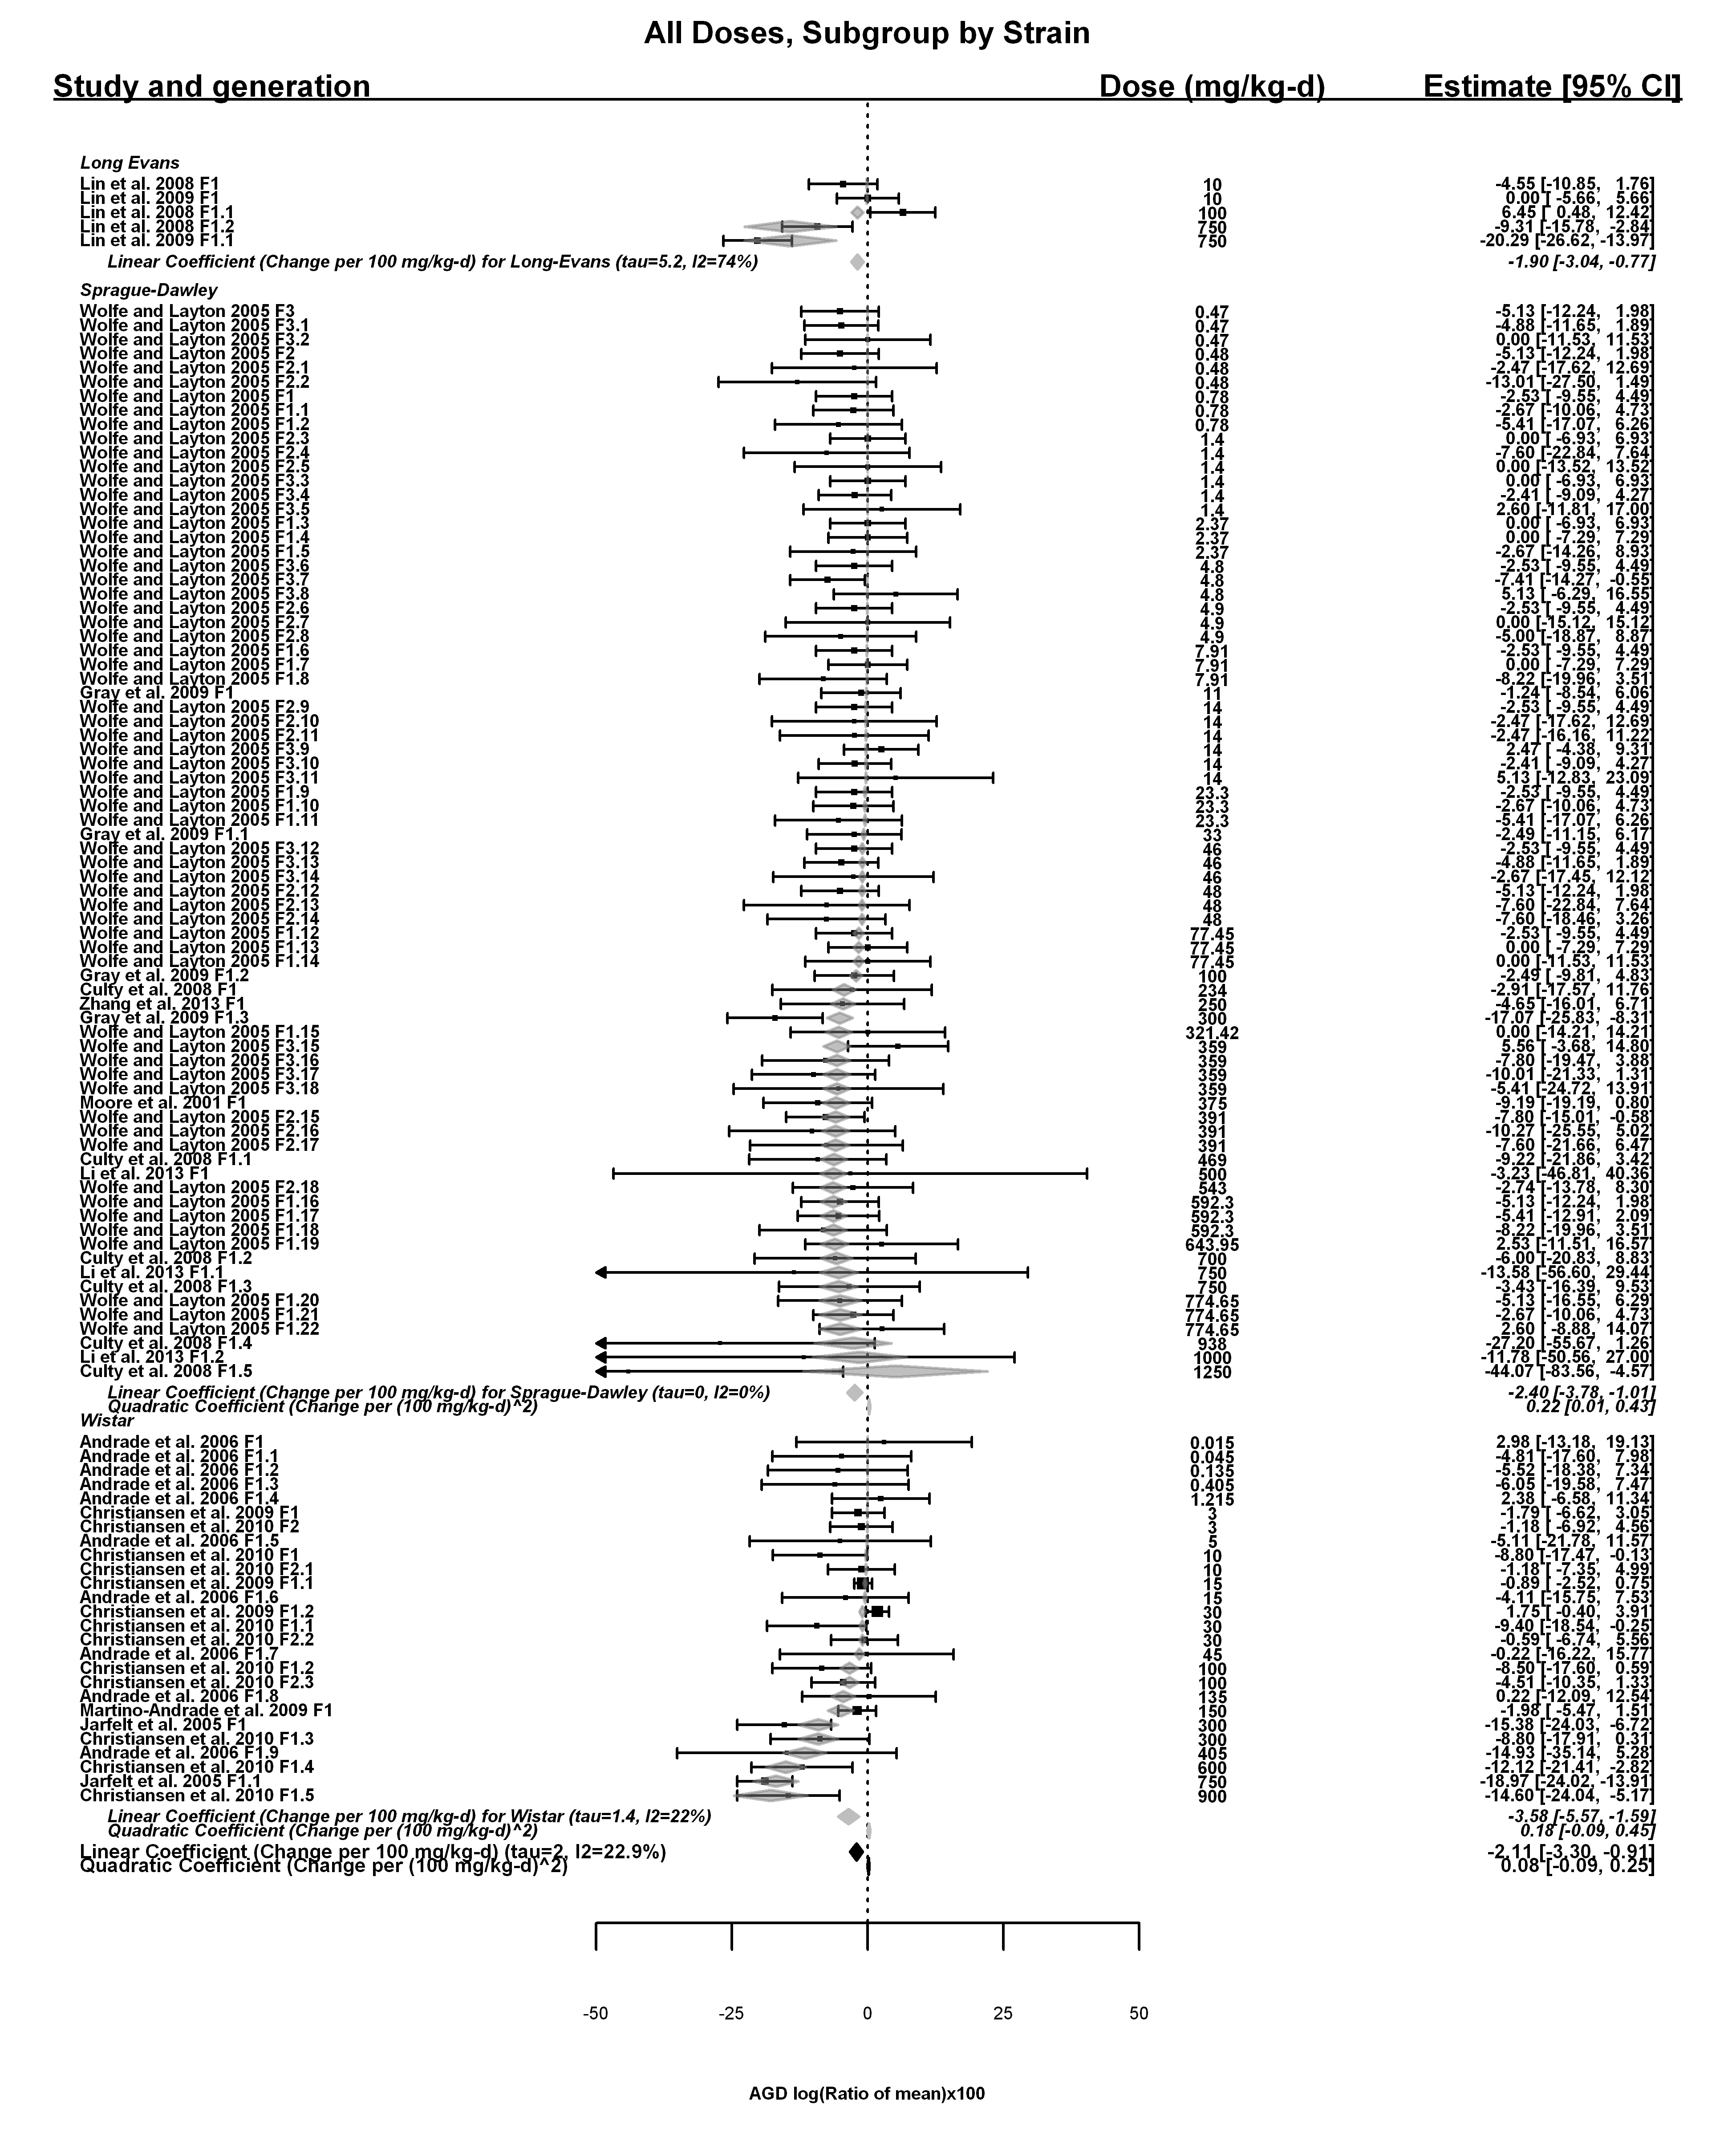 All Doses, Subgroup by Strain
Study and generation Dose (mg/kg-d) Estimate [95% CI]
Long Evans
Lin et al. 2008 F1 10 -4.55 [-10.85, 1.76]
Lin et al. 2009 F1 10 0.00 [ -5.66, 5.66]
Lin et al. 2008 F1.1 100 6.45 [ 0.48, 12.42]
Lin et al. 2008 F1.2 750 -9.31 [-15.78, -2.84]
Lin et al. 2009 F1.1 750 -20.29 [-26.62, -13.97]
Linear Coefficient (Change per 100 mg/kg-d) for Long-Evans (tau=5.2, I2=74%) -1.90 [-3.04, -0.77]
Sprague-Dawley
Wolfe and Layton 2005 F3 0.47 -5.13 [-12.24, 1.98]
Wolfe and Layton 2005 F3.1 0.47 -4.88 [-11.65, 1.89]
Wolfe and Layton 2005 F3.2 0.47 0.00 [-11.53, 11.53]
Wolfe and Layton 2005 F2 0.48 -5.13 [-12.24, 1.98]
Wolfe and Layton 2005 F2.1 0.48 -2.47 [-17.62, 12.69]
Wolfe and Layton 2005 F2.2 0.48 -13.01 [-27.50, 1.49]
Wolfe and Layton 2005 F1 0.78 -2.53 [ -9.55, 4.49]
Wolfe and Layton 2005 F1.1 0.78 -2.67 [-10.06, 4.73]
Wolfe and Layton 2005 F1.2 0.78 -5.41 [-17.07, 6.26]
Wolfe and Layton 2005 F2.3 1.4 0.00 [ -6.93, 6.93]
Wolfe and Layton 2005 F2.4 1.4 -7.60 [-22.84, 7.64]
Wolfe and Layton 2005 F2.5 1.4 0.00 [-13.52, 13.52]
Wolfe and Layton 2005 F3.3 1.4 0.00 [ -6.93, 6.93]
Wolfe and Layton 2005 F3.4 1.4 -2.41 [ -9.09, 4.27]
Wolfe and Layton 2005 F3.5 1.4 2.60 [-11.81, 17.00]
Wolfe and Layton 2005 F1.3 2.37 0.00 [ -6.93, 6.93]
Wolfe and Layton 2005 F1.4 2.37 0.00 [ -7.29, 7.29]
Wolfe and Layton 2005 F1.5 2.37 -2.67 [-14.26, 8.93]
Wolfe and Layton 2005 F3.6 4.8 -2.53 [ -9.55, 4.49]
Wolfe and Layton 2005 F3.7 4.8 -7.41 [-14.27, -0.55]
Wolfe and Layton 2005 F3.8 4.8 5.13 [ -6.29, 16.55]
Wolfe and Layton 2005 F2.6 4.9 -2.53 [ -9.55, 4.49]
Wolfe and Layton 2005 F2.7 4.9 0.00 [-15.12, 15.12]
Wolfe and Layton 2005 F2.8 4.9 -5.00 [-18.87, 8.87]
Wolfe and Layton 2005 F1.6 7.91 -2.53 [ -9.55, 4.49]
Wolfe and Layton 2005 F1.7 7.91 0.00 [ -7.29, 7.29]
Wolfe and Layton 2005 F1.8 7.91 -8.22 [-19.96, 3.51]
Gray et al. 2009 F1 11 -1.24 [ -8.54, 6.06]
Wolfe and Layton 2005 F2.9 14 -2.53 [ -9.55, 4.49]
Wolfe and Layton 2005 F2.10 14 -2.47 [-17.62, 12.69]
Wolfe and Layton 2005 F2.11 14 -2.47 [-16.16, 11.22]
Wolfe and Layton 2005 F3.9 14 2.47 [ -4.38, 9.31]
Wolfe and Layton 2005 F3.10 14 -2.41 [ -9.09, 4.27]
Wolfe and Layton 2005 F3.11 14 5.13 [-12.83, 23.09]
Wolfe and Layton 2005 F1.9 23.3 -2.53 [ -9.55, 4.49]
Wolfe and Layton 2005 F1.10 23.3 -2.67 [-10.06, 4.73]
Wolfe and Layton 2005 F1.11 23.3 -5.41 [-17.07, 6.26]
Gray et al. 2009 F1.1 33 -2.49 [-11.15, 6.17]
Wolfe and Layton 2005 F3.12 46 -2.53 [ -9.55, 4.49]
Wolfe and Layton 2005 F3.13 46 -4.88 [-11.65, 1.89]
Wolfe and Layton 2005 F3.14 46 -2.67 [-17.45, 12.12]
Wolfe and Layton 2005 F2.12 48 -5.13 [-12.24, 1.98]
Wolfe and Layton 2005 F2.13 48 -7.60 [-22.84, 7.64]
Wolfe and Layton 2005 F2.14 48 -7.60 [-18.46, 3.26]
Wolfe and Layton 2005 F1.12 77.45 -2.53 [ -9.55, 4.49]
Wolfe and Layton 2005 F1.13 77.45 0.00 [ -7.29, 7.29]
Wolfe and Layton 2005 F1.14 77.45 0.00 [-11.53, 11.53]
Gray et al. 2009 F1.2 100 -2.49 [ -9.81, 4.83]
Culty et al. 2008 F1 234 -2.91 [-17.57, 11.76]
Zhang et al. 2013 F1 250 -4.65 [-16.01, 6.71]
Gray et al. 2009 F1.3 300 -17.07 [-25.83, -8.31]
Wolfe and Layton 2005 F1.15 321.42 0.00 [-14.21, 14.21]
Wolfe and Layton 2005 F3.15 359 5.56 [ -3.68, 14.80]
Wolfe and Layton 2005 F3.16 359 -7.80 [-19.47, 3.88]
Wolfe and Layton 2005 F3.17 359 -10.01 [-21.33, 1.31]
Wolfe and Layton 2005 F3.18 359 -5.41 [-24.72, 13.91]
Moore et al. 2001 F1 375 -9.19 [-19.19, 0.80]
Wolfe and Layton 2005 F2.15 391 -7.80 [-15.01, -0.58]
Wolfe and Layton 2005 F2.16 391 -10.27 [-25.55, 5.02]
Wolfe and Layton 2005 F2.17 391 -7.60 [-21.66, 6.47]
Culty et al. 2008 F1.1 469 -9.22 [-21.86, 3.42]
Li et al. 2013 F1 500 -3.23 [-46.81, 40.36]
Wolfe and Layton 2005 F2.18 543 -2.74 [-13.78, 8.30]
Wolfe and Layton 2005 F1.16 592.3 -5.13 [-12.24, 1.98]
Wolfe and Layton 2005 F1.17 592.3 -5.41 [-12.91, 2.09]
Wolfe and Layton 2005 F1.18 592.3 -8.22 [-19.96, 3.51]
Wolfe and Layton 2005 F1.19 643.95 2.53 [-11.51, 16.57]
Culty et al. 2008 F1.2 700 -6.00 [-20.83, 8.83]
Li et al. 2013 F1.1 750 -13.58 [-56.60, 29.44]
Culty et al. 2008 F1.3 750 -3.43 [-16.39, 9.53]
Wolfe and Layton 2005 F1.20 774.65 -5.13 [-16.55, 6.29]
Wolfe and Layton 2005 F1.21 774.65 -2.67 [-10.06, 4.73]
Wolfe and Layton 2005 F1.22 774.65 2.60 [ -8.88, 14.07]
Culty et al. 2008 F1.4 938 -27.20 [-55.67, 1.26]
Li et al. 2013 F1.2 1000 -11.78 [-50.56, 27.00]
Culty et al. 2008 F1.5 1250 -44.07 [-83.56, -4.57]
Linear Coefficient (Change per 100 mg/kg-d) for Sprague-Dawley (tau=0, I2=0%) -2.40 [-3.78, -1.01]
Quadratic Coefficient (Change per (100 mg/kg-d)^2) 0.22 [0.01, 0.43]
Wistar
Andrade et al. 2006 F1 0.015 2.98 [-13.18, 19.13]
Andrade et al. 2006 F1.1 0.045 -4.81 [-17.60, 7.98]
Andrade et al. 2006 F1.2 0.135 -5.52 [-18.38, 7.34]
Andrade et al. 2006 F1.3 0.405 -6.05 [-19.58, 7.47]
Andrade et al. 2006 F1.4 1.215 2.38 [ -6.58, 11.34]
Christiansen et al. 2009 F1 3 -1.79 [ -6.62, 3.05]
Christiansen et al. 2010 F2 3 -1.18 [ -6.92, 4.56]
Andrade et al. 2006 F1.5 5 -5.11 [-21.78, 11.57]
Christiansen et al. 2010 F1 10 -8.80 [-17.47, -0.13]
Christiansen et al. 2010 F2.1 10 -1.18 [ -7.35, 4.99]
Christiansen et al. 2009 F1.1 15 -0.89 [ -2.52, 0.75]
Andrade et al. 2006 F1.6 15 -4.11 [-15.75, 7.53]
Christiansen et al. 2009 F1.2 30 1.75 [ -0.40, 3.91]
Christiansen et al. 2010 F1.1 30 -9.40 [-18.54, -0.25]
Christiansen et al. 2010 F2.2 30 -0.59 [ -6.74, 5.56]
Andrade et al. 2006 F1.7 45 -0.22 [-16.22, 15.77]
Christiansen et al. 2010 F1.2 100 -8.50 [-17.60, 0.59]
Christiansen et al. 2010 F2.3 100 -4.51 [-10.35, 1.33]
Andrade et al. 2006 F1.8 135 0.22 [-12.09, 12.54]
Martino-Andrade et al. 2009 F1 150 -1.98 [ -5.47, 1.51]
Jarfelt et al. 2005 F1 300 -15.38 [-24.03, -6.72]
Christiansen et al. 2010 F1.3 300 -8.80 [-17.91, 0.31]
Andrade et al. 2006 F1.9 405 -14.93 [-35.14, 5.28]
Christiansen et al. 2010 F1.4 600 -12.12 [-21.41, -2.82]
Jarfelt et al. 2005 F1.1 750 -18.97 [-24.02, -13.91]
Christiansen et al. 2010 F1.5 900 -14.60 [-24.04, -5.17]
Linear Coefficient (Change per 100 mg/kg-d) for Wistar (tau=1.4, I2=22%) -3.58 [-5.57, -1.59]
Quadratic Coefficient (Change per (100 mg/kg-d)^2) 0.18 [-0.09, 0.45]
Linear Coefficient (Change per 100 mg/kg-d) (tau=2, I2=22.9%) -2.11 [-3.30, -0.91]
Quadratic Coefficient (Change per (100 mg/kg-d)^2) 0.08 [-0.09, 0.25]
-50 -25 0 25 50
AGD log(Ratio of mean)x100